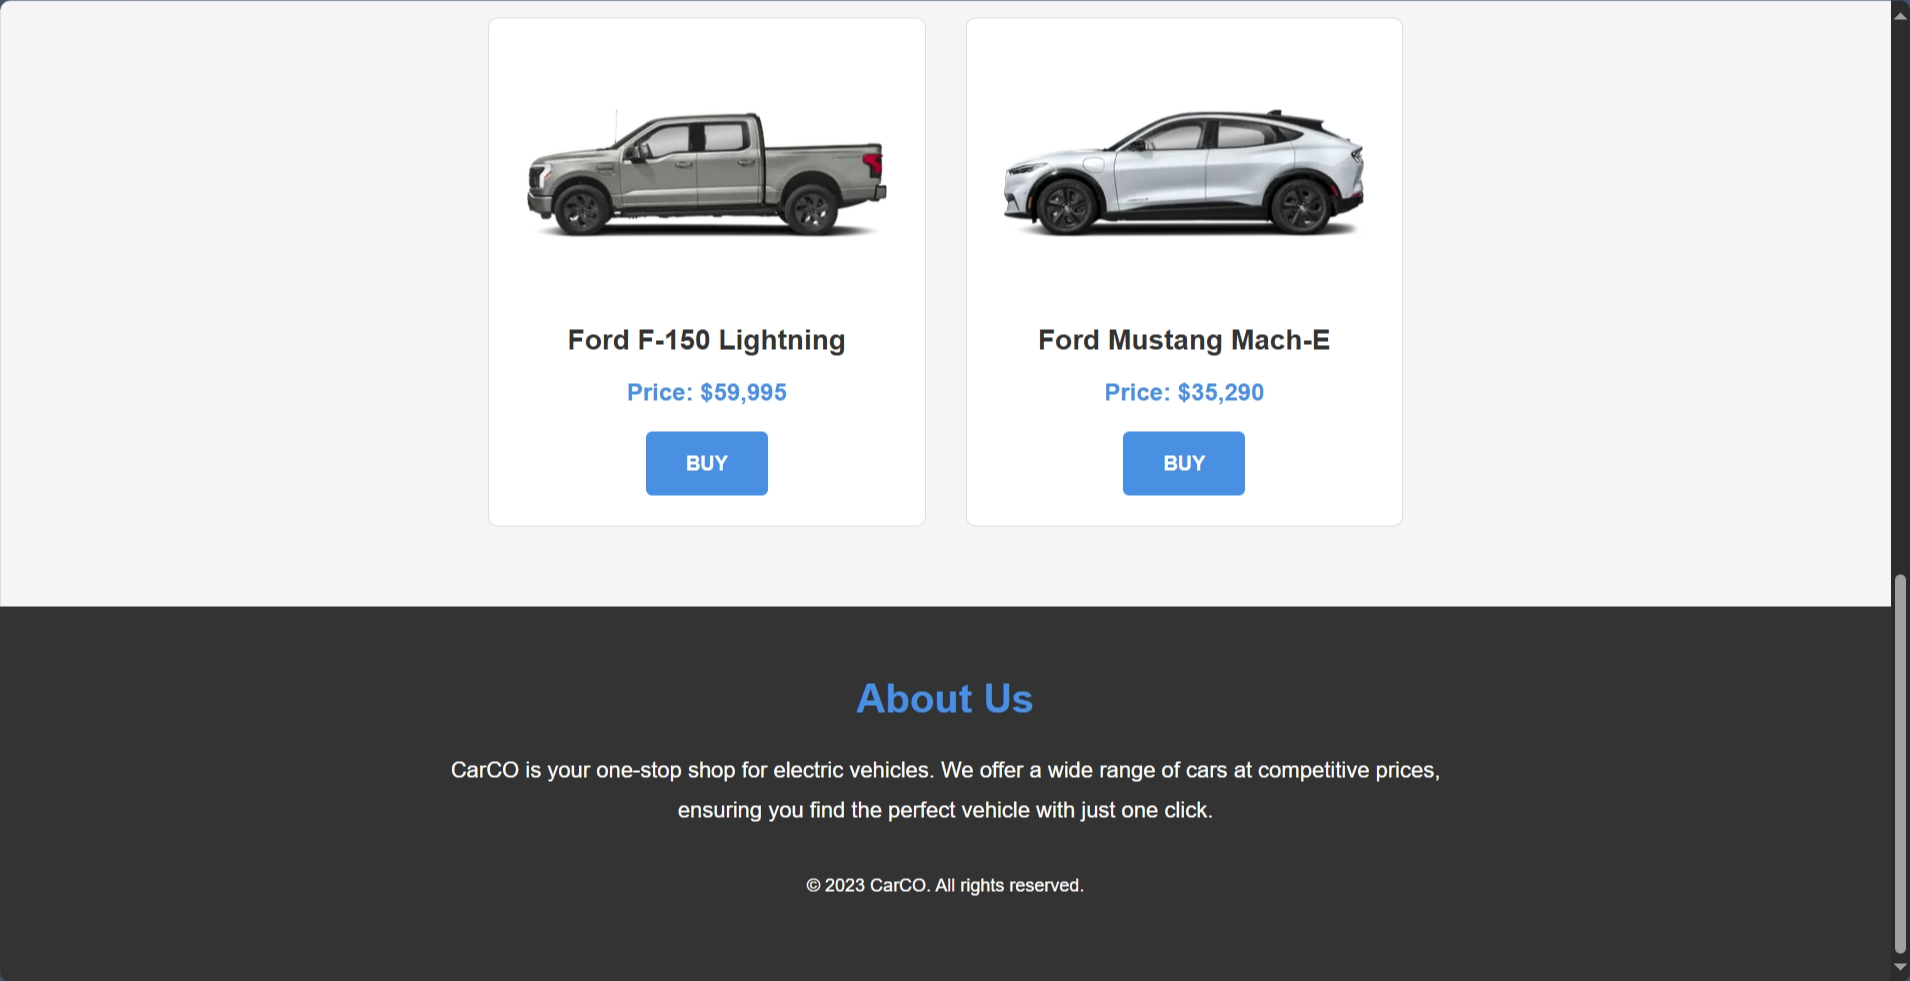 Ford F-150 Lightning
Price: $59,995
BUY
Ford Mustang Mach-E
Price: $35,290
BUY
About Us
CarCO is your one-stop shop for electric vehicles. We offer a wide range of cars at competitive prices,
ensuring you find the perfect vehicle with just one click.
© 2023 CarCO. All rights reserved.